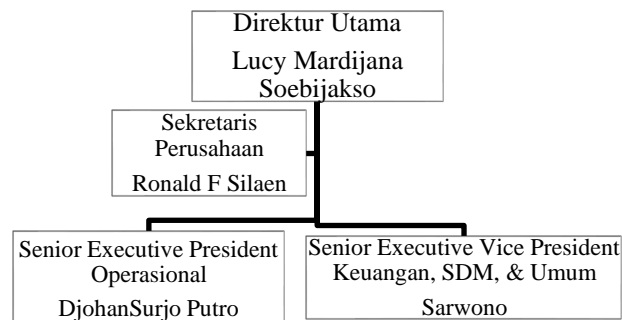 Direktur Utama
Lucy Mardijana
Soebijakso
Sekretaris
Perusahaan
Ronald F Silaen
Senior Executive President
Operasional
DjohanSurjo Putro
Senior Executive Vice President
Keuangan, SDM, & Umum
Sarwono